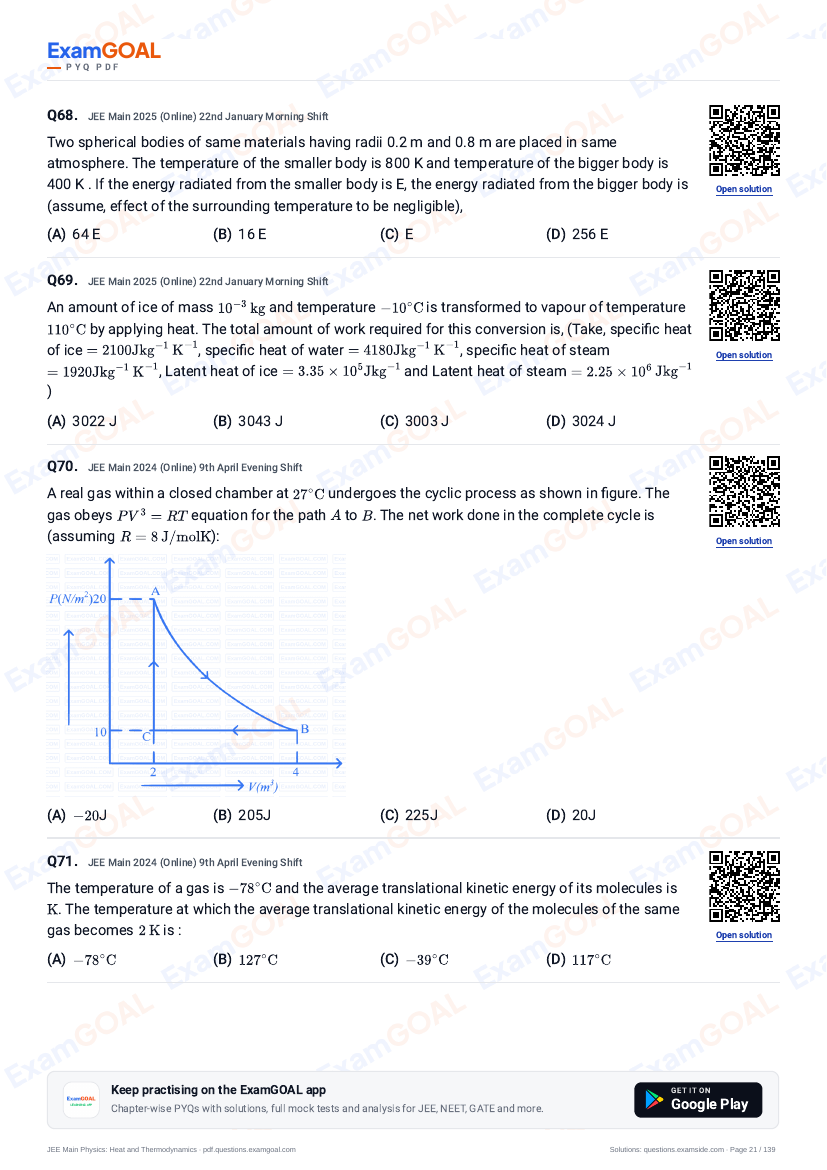 ExamGOAL
PYQ PDF
Q68. JEE Main 2025 (Online) 22nd January Morning Shift
Two spherical bodies of same materials having radii 0.2 m and 0.8 m are placed in same
atmosphere. The temperature of the smaller body is 800 K and temperature of the bigger body is
400 K . If the energy radiated from the smaller body is E, the energy radiated from the bigger body is
(assume, effect of the surrounding temperature to be negligible),
Open solution
(A) 64 E (B) 16 E (C) E (D) 256 E
Q69. JEE Main 2025 (Online) 22nd January Morning Shift
An amount of ice of mass 10⁻³ kg and temperature −10°C is transformed to vapour of temperature
110°C by applying heat. The total amount of work required for this conversion is, (Take, specific heat
of ice = 2100Jkg⁻¹ K⁻¹, specific heat of water = 4180Jkg⁻¹ K⁻¹, specific heat of steam
= 1920Jkg⁻¹ K⁻¹, Latent heat of ice = 3.35 × 10⁵Jkg⁻¹ and Latent heat of steam = 2.25 × 10⁶ Jkg⁻¹
)
Open solution
(A) 3022 J (B) 3043 J (C) 3003 J (D) 3024 J
Q70. JEE Main 2024 (Online) 9th April Evening Shift
A real gas within a closed chamber at 27°C undergoes the cyclic process as shown in figure. The
gas obeys PV³ = RT equation for the path A to B. The net work done in the complete cycle is
(assuming R = 8 J/molK):
Open solution
P(N/m²)20
A
10
C
B
2
4
V(m³)
(A) −20J (B) 205J (C) 225J (D) 20J
Q71. JEE Main 2024 (Online) 9th April Evening Shift
The temperature of a gas is −78°C and the average translational kinetic energy of its molecules is
K. The temperature at which the average translational kinetic energy of the molecules of the same
gas becomes 2 K is :
Open solution
(A) −78°C (B) 127°C (C) −39°C (D) 117°C
ExamGOAL
Keep practising on the ExamGOAL app
Chapter-wise PYQs with solutions, full mock tests and analysis for JEE, NEET, GATE and more.
GET IT ON
Google Play
JEE Main Physics: Heat and Thermodynamics · pdf.questions.examgoal.com
Solutions: questions.examside.com · Page 21 / 139